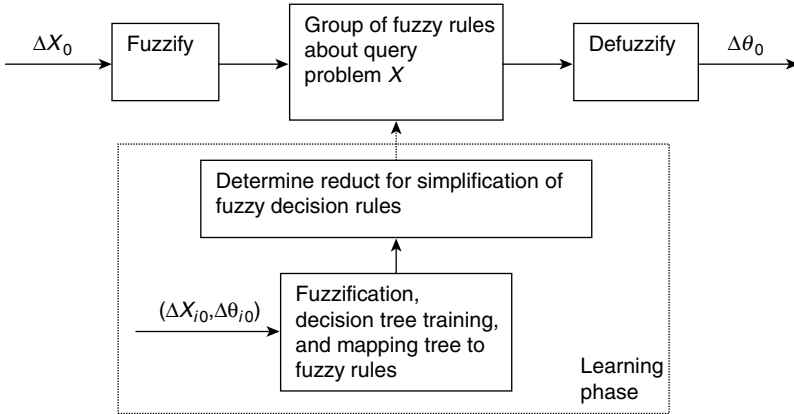 ΔX0
Fuzzify
Group of fuzzy rules
about query
problem X
Defuzzify
Δθ0
Determine reduct for simplification of
fuzzy decision rules
(ΔXi0,Δθi0)
Fuzzification,
decision tree training,
and mapping tree to
fuzzy rules
Learning
phase